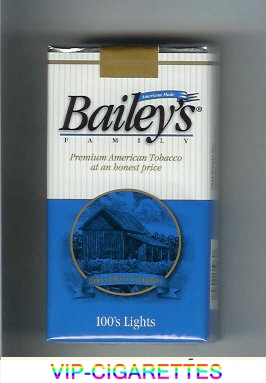 American Made
Bailey's®
FAMILY
Premium American Tobacco
at an honest price
100's Lights
VIP-CIGARETTES